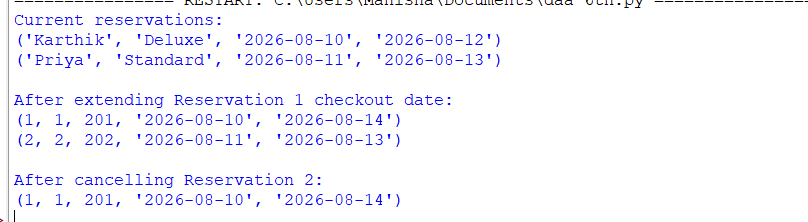 ================ RESTART: C:\Users\Manisha\Documents\daa 6th.py ================
Current reservations:
('Karthik', 'Deluxe', '2026-08-10', '2026-08-12')
('Priya', 'Standard', '2026-08-11', '2026-08-13')
After extending Reservation 1 checkout date:
(1, 1, 201, '2026-08-10', '2026-08-14')
(2, 2, 202, '2026-08-11', '2026-08-13')
After cancelling Reservation 2:
(1, 1, 201, '2026-08-10', '2026-08-14')